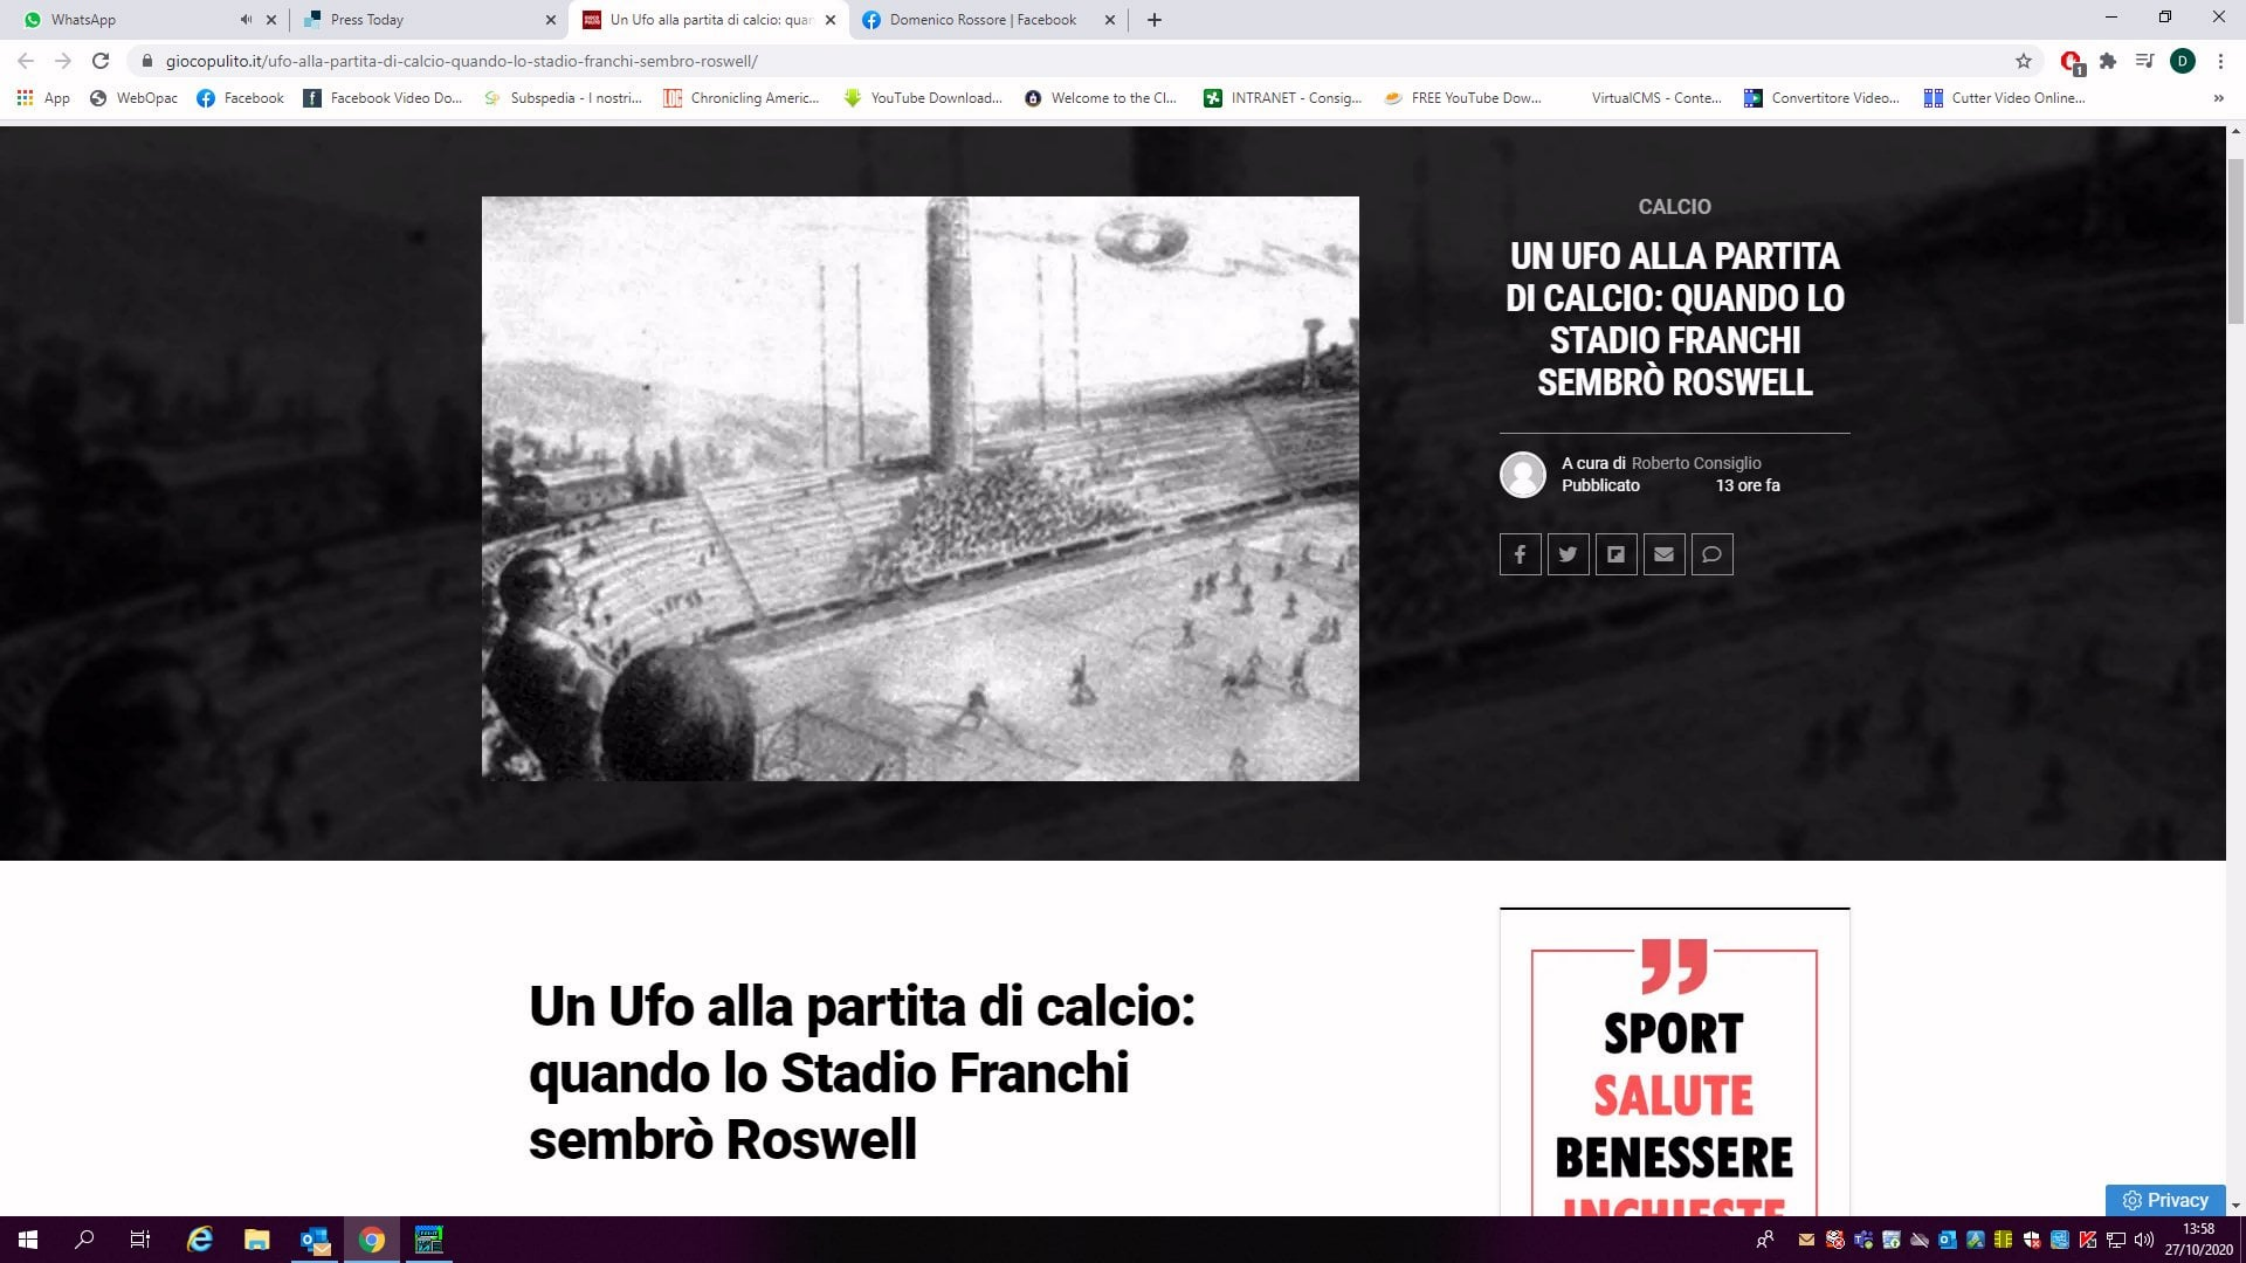 WhatsApp
Press Today
Un Ufo alla partita di calcio: quan
Domenico Rossore | Facebook
giocopulito.it/ufo-alla-partita-di-calcio-quando-lo-stadio-franchi-sembro-roswell/
1
D
App
WebOpac
Facebook
Facebook Video Do...
Subspedia - I nostri...
Chronicling Americ...
YouTube Download...
Welcome to the CI...
INTRANET - Consig...
FREE YouTube Dow...
VirtualCMS - Conte...
Convertitore Video...
Cutter Video Online...
CALCIO
UN UFO ALLA PARTITA
DI CALCIO: QUANDO LO
STADIO FRANCHI
SEMBRÒ ROSWELL
A cura di Roberto Consiglio
Pubblicato 13 ore fa
Un Ufo alla partita di calcio:
quando lo Stadio Franchi
sembrò Roswell
SPORT
SALUTE
BENESSERE
INCHIESTE
Privacy
13:58
27/10/2020